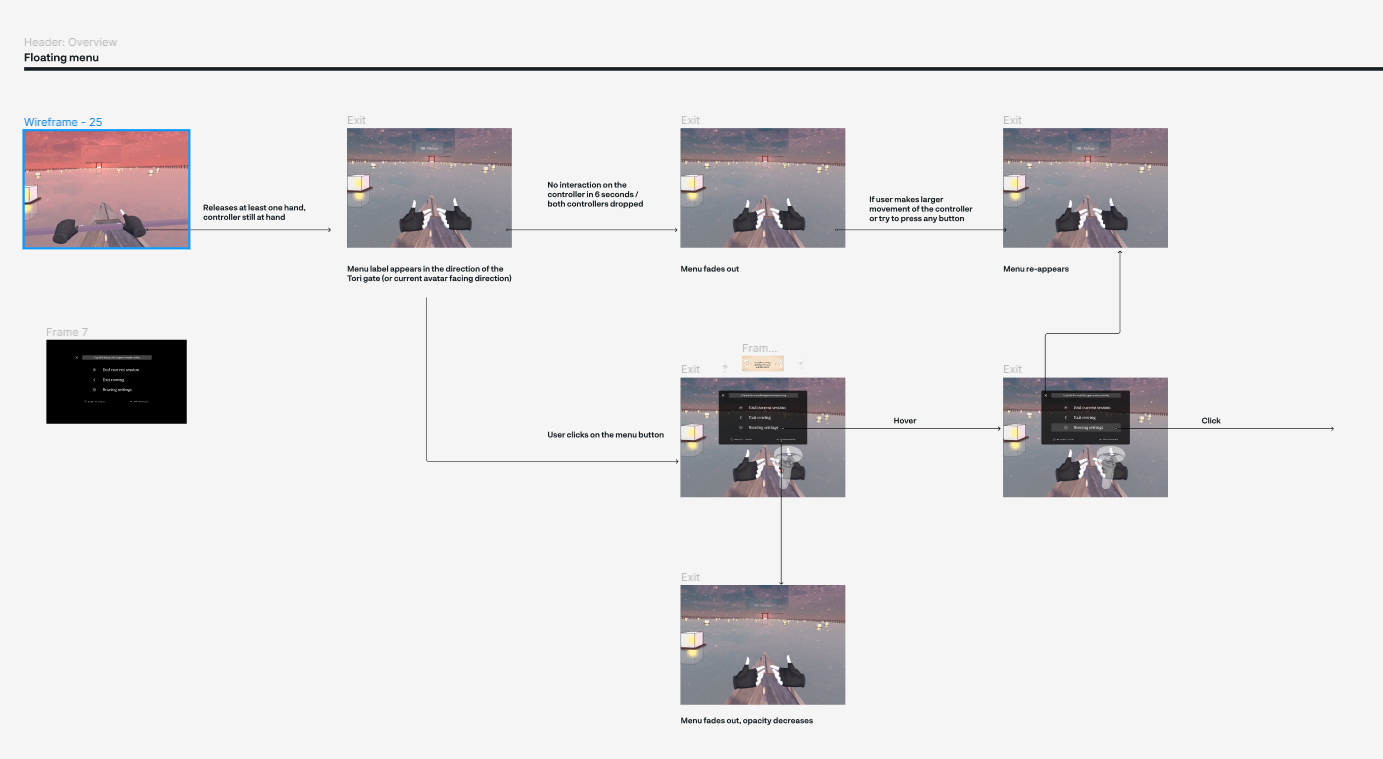 Header: Overview
Floating menu
Wireframe - 25
Exit
Exit
Exit
Releases at least one hand,
controller still at hand
No interaction on the
controller in 6 seconds /
both controllers dropped
If user makes larger
movement of the controller
or try to press any button
Menu label appears in the direction of the
Tori gate (or current avatar facing direction)
Menu fades out
Menu re-appears
Frame 7
End current session
Exit rowing
Rowing settings
Fram...
Exit
Exit
End current session
Exit rowing
Rowing settings
End current session
Exit rowing
Rowing settings
Hover
Click
User clicks on the menu button
Exit
Menu fades out, opacity decreases